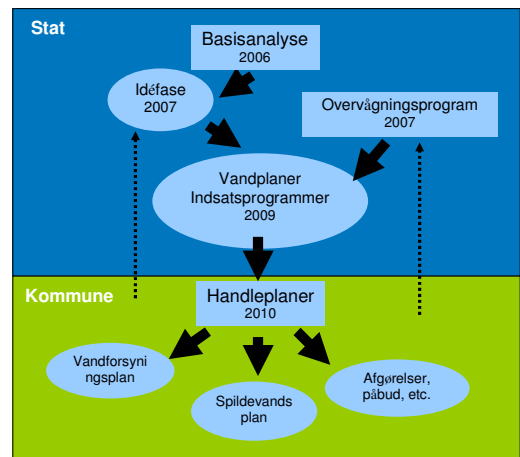 Stat
Basisanalyse
2006
Idéfase
2007
Overvågningsprogram
2007
Vandplaner
Indsatsprogrammer
2009
Kommune
Handleplaner
2010
Vandforsyni
ngsplan
Spildevands
plan
Afgørelser,
påbud, etc.